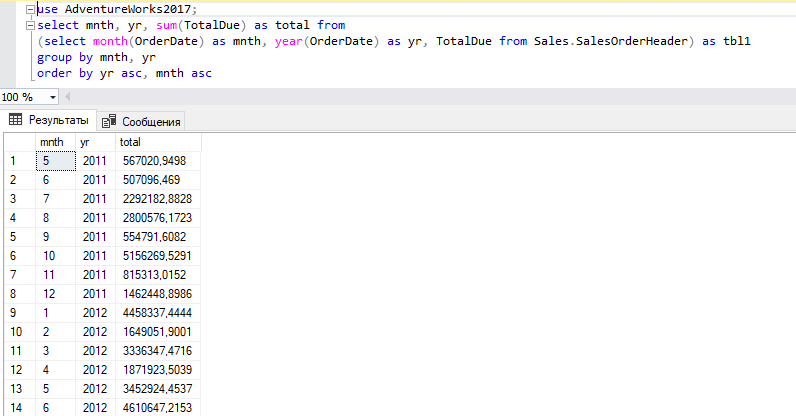 use AdventureWorks2017;
select mnth, yr, sum(TotalDue) as total from
(select month(OrderDate) as mnth, year(OrderDate) as yr, TotalDue from Sales.SalesOrderHeader) as tbl1
group by mnth, yr
order by yr asc, mnth asc
100 %
Результаты Сообщения
mnth yr total
1 5 2011 567020,9498
2 6 2011 507096,469
3 7 2011 2292182,8828
4 8 2011 2800576,1723
5 9 2011 554791,6082
6 10 2011 5156269,5291
7 11 2011 815313,0152
8 12 2011 1462448,8986
9 1 2012 4458337,4444
10 2 2012 1649051,9001
11 3 2012 3336347,4716
12 4 2012 1871923,5039
13 5 2012 3452924,4537
14 6 2012 4610647,2153